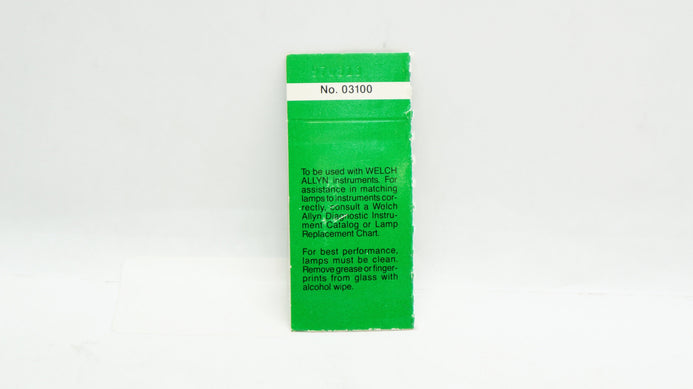 No. 03100
To be used with WELCH
ALLYN instruments. For
assistance in matching
lamps to instruments cor-
rectly, consult a Welch
Allyn Diagnostic Instru-
ment Catalog or Lamp
Replacement Chart.
For best performance,
lamps must be clean.
Remove grease or finger-
prints from glass with
alcohol wipe.